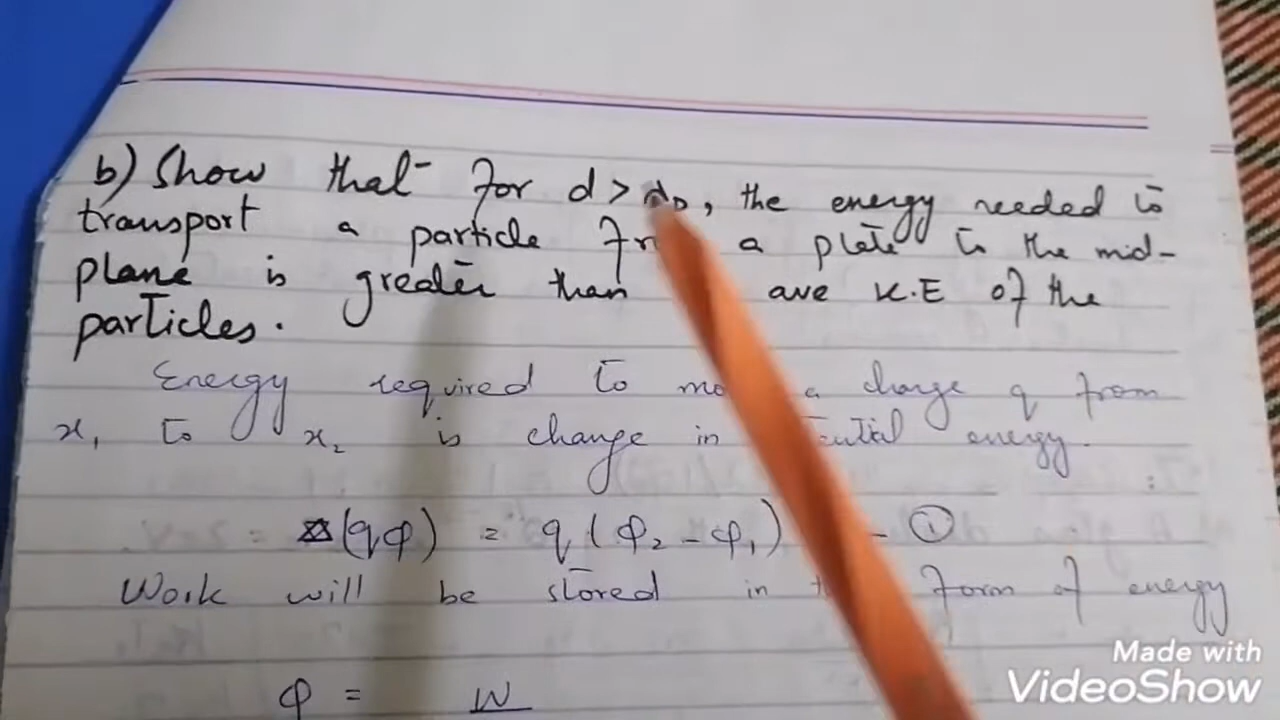 b) Show that for d > d_D, the energy needed to
transport a particle a plate to the mid-
plane is greater than ave K.E of the
particles.
Energy required to a charge q from
x₁ to x₂ is change in energy.
(qφ) = q(φ₂-φ₁) - ①
Work will be stored in form of energy
φ = W
Made with
VideoShow